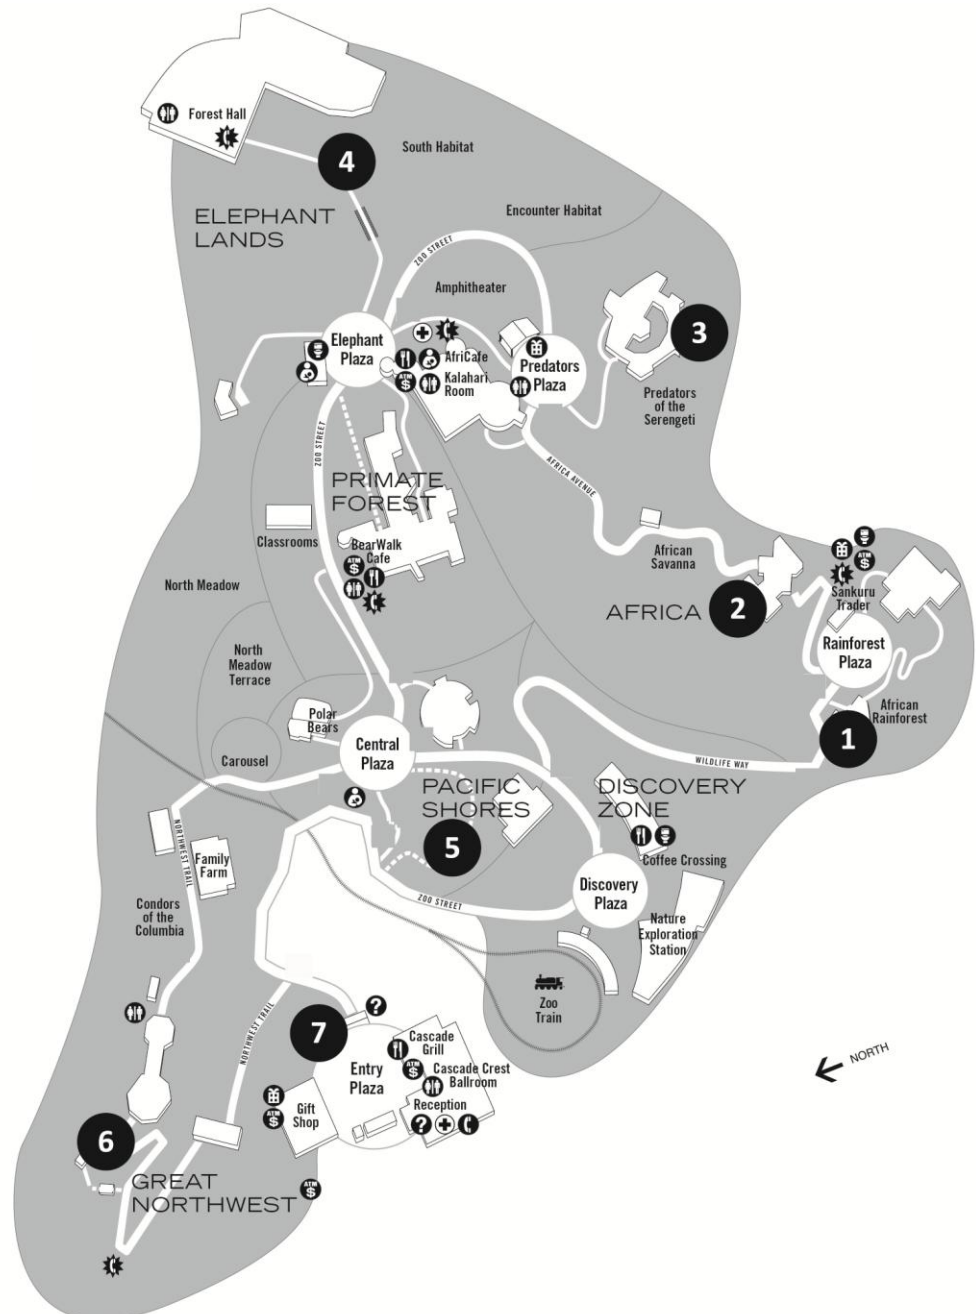 Forest Hall
4
South Habitat
ELEPHANT
LANDS
Encounter Habitat
ZOO STREET
Amphitheater
Elephant
Plaza
AfriCafe
ATM
$
Kalahari
Room
Predators
Plaza
3
Predators
of the
Serengeti
ZOO STREET
AFRICA AVENUE
PRIMATE
FOREST
Classrooms
BearWalk
Cafe
ATM
$
African
Savanna
ATM
$
Sankuru
Trader
North Meadow
AFRICA
2
Rainforest
Plaza
North
Meadow
Terrace
African
Rainforest
1
Polar
Bears
Central
Plaza
Carousel
WILDLIFE WAY
PACIFIC
SHORES
DISCOVERY
ZONE
5
NORTHWEST TRAIL
Family
Farm
Coffee Crossing
Discovery
Plaza
ZOO STREET
Condors
of the
Columbia
Nature
Exploration
Station
Zoo
Train
NORTHWEST TRAIL
7
?
Cascade
Grill
ATM
$
Entry
Plaza
Cascade Crest
Ballroom
Reception
?
Gift
Shop
ATM
$
NORTH
6
GREAT
NORTHWEST
ATM
$